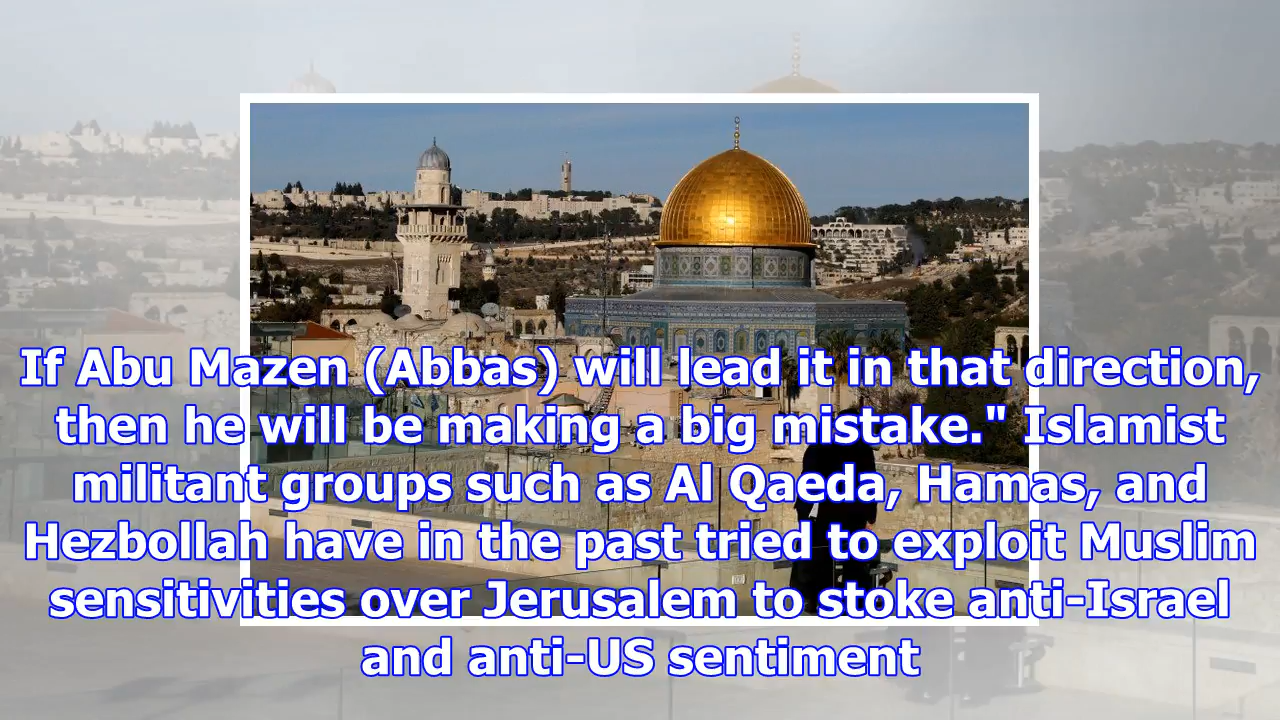 If Abu Mazen (Abbas) will lead it in that direction,
then he will be making a big mistake." Islamist
militant groups such as Al Qaeda, Hamas, and
Hezbollah have in the past tried to exploit Muslim
sensitivities over Jerusalem to stoke anti-Israel
and anti-US sentiment